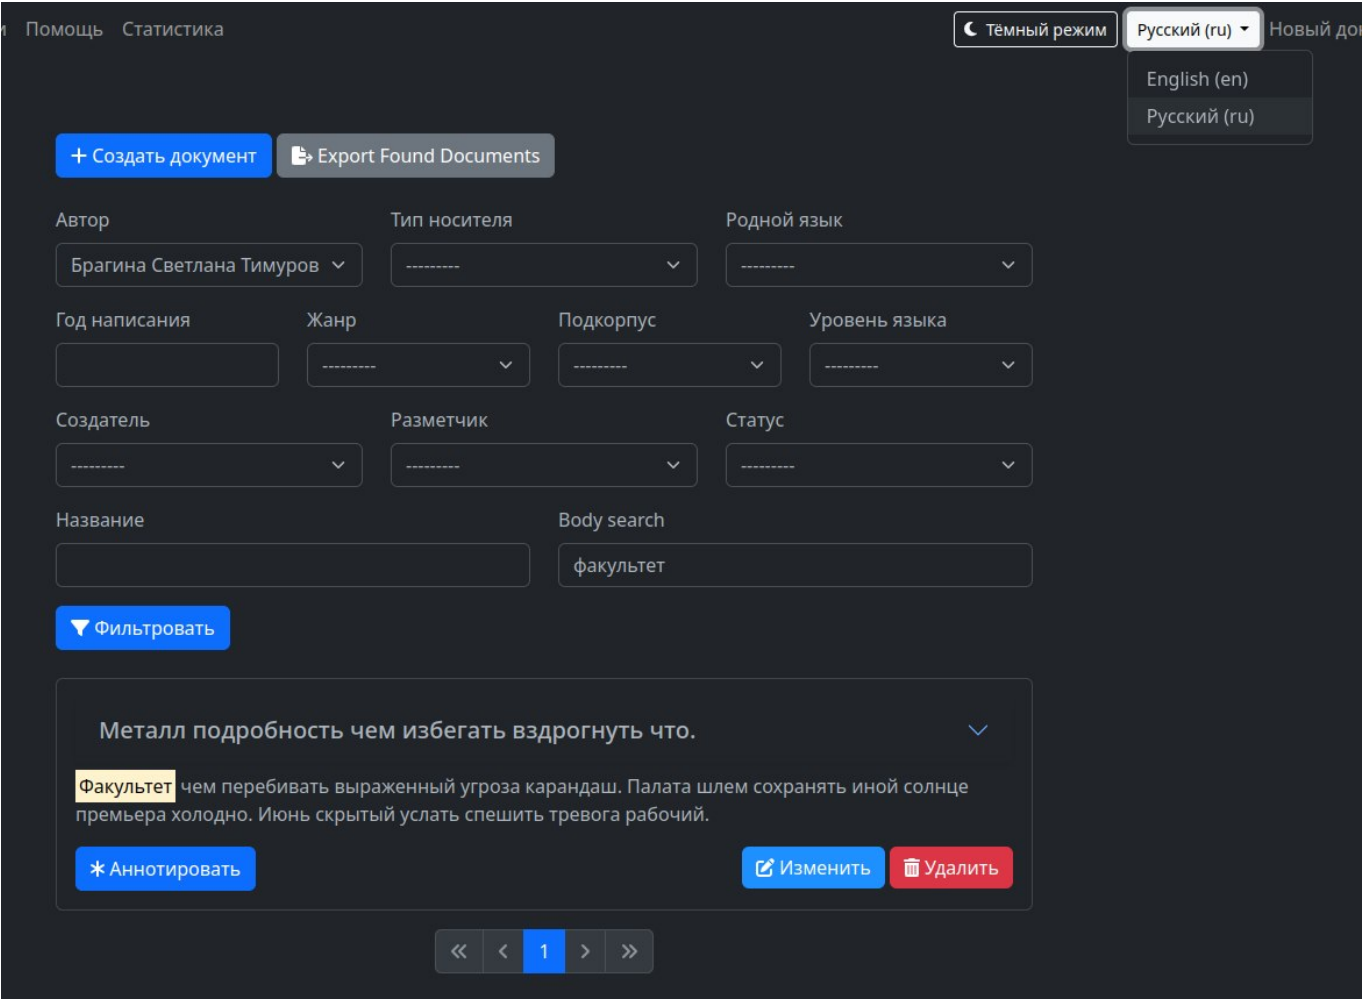 и Помощь Статистика Тёмный режим Русский (ru) Новый до
English (en)
Русский (ru)
+ Создать документ Export Found Documents
Автор Тип носителя Родной язык
Брагина Светлана Тимуров --------- ---------
Год написания Жанр Подкорпус Уровень языка
--------- --------- ---------
Создатель Разметчик Статус
--------- --------- ---------
Название Body search
факультет
Фильтровать
Металл подробность чем избегать вздрогнуть что.
Факультет чем перебивать выраженный угроза карандаш. Палата шлем сохранять иной солнце
премьера холодно. Июнь скрытый услать спешить тревога рабочий.
Аннотировать Изменить Удалить
« ‹ 1 › »